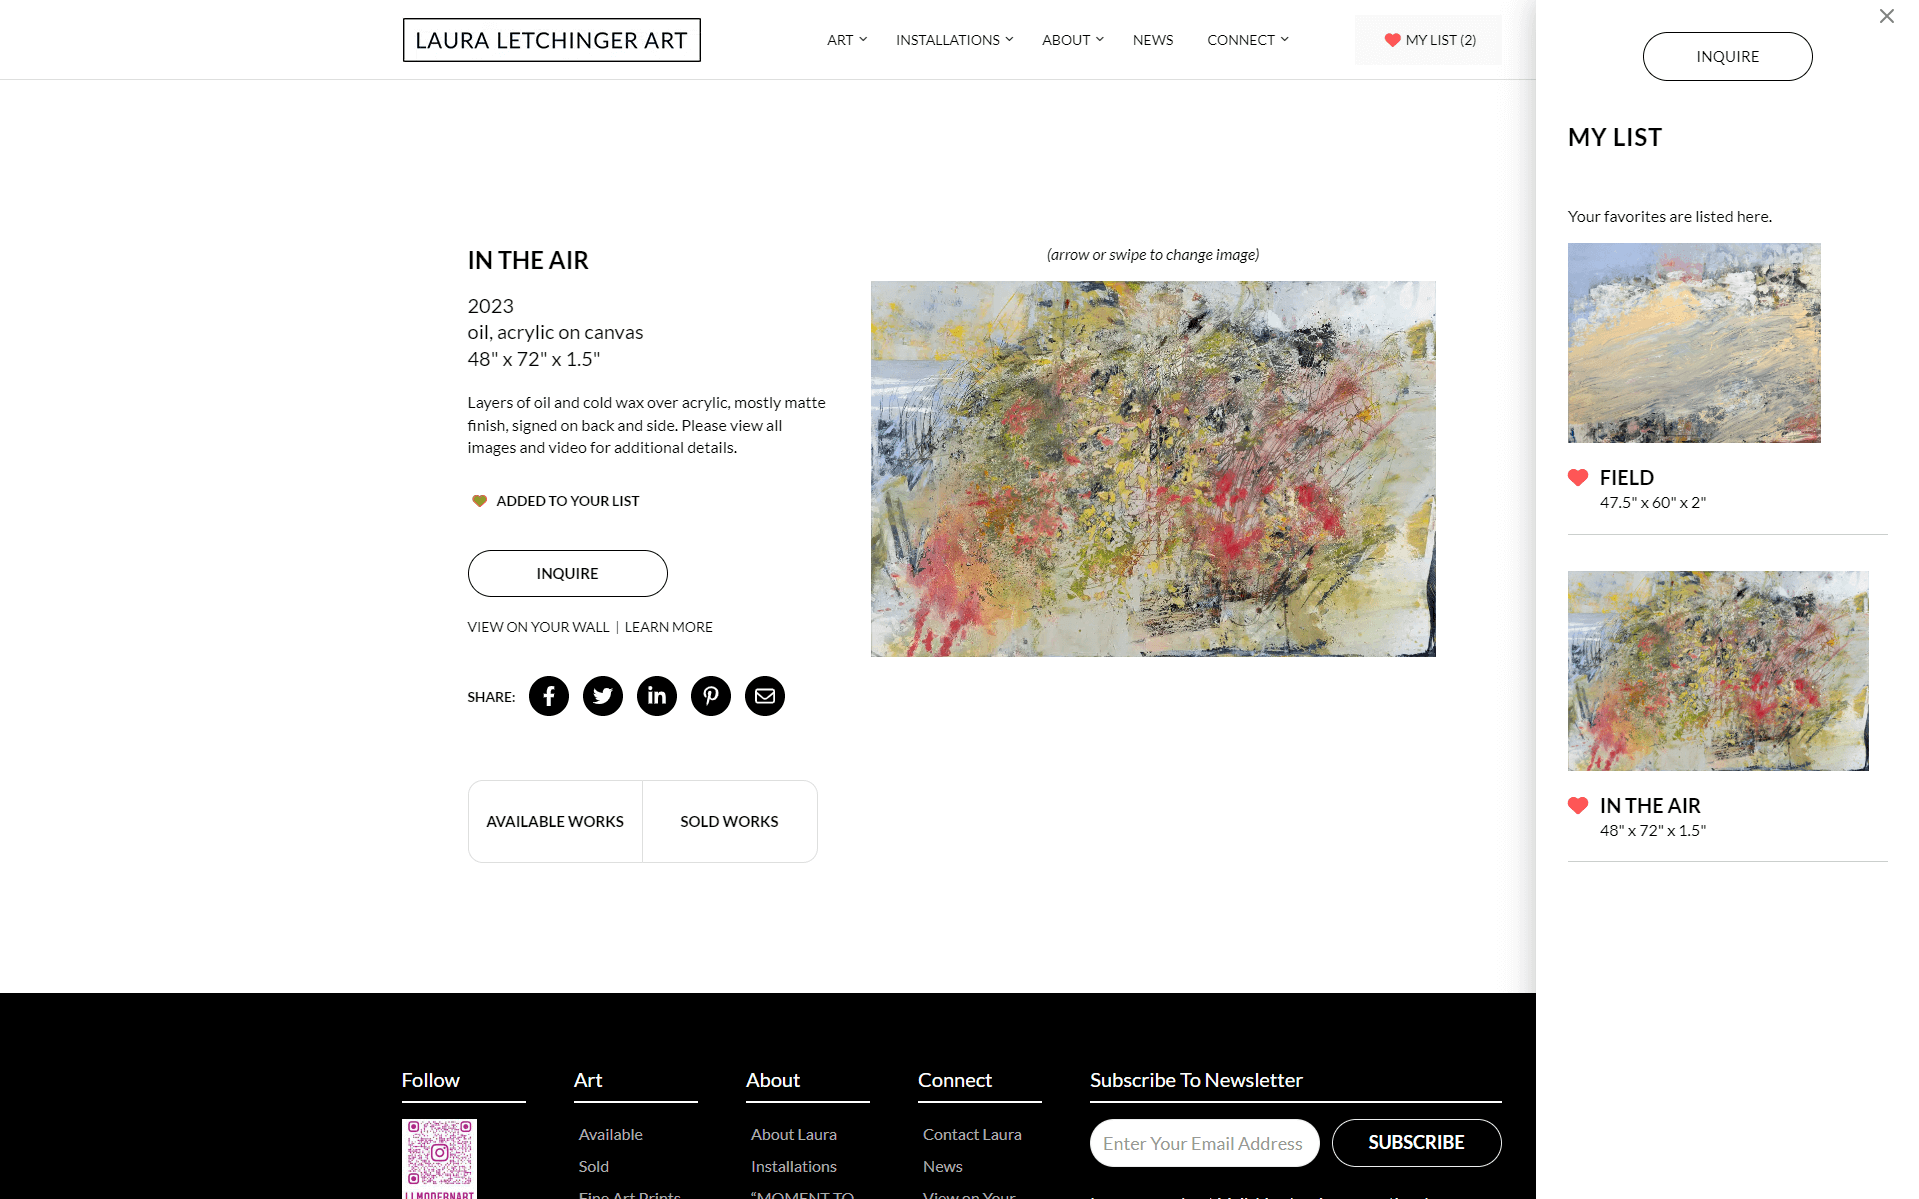 LAURA LETCHINGER ART
ART
INSTALLATIONS
ABOUT
NEWS
CONNECT
MY LIST (2)
IN THE AIR
2023
oil, acrylic on canvas
48" x 72" x 1.5"
Layers of oil and cold wax over acrylic, mostly matte
finish, signed on back and side. Please view all
images and video for additional details.
ADDED TO YOUR LIST
INQUIRE
VIEW ON YOUR WALL | LEARN MORE
SHARE:
AVAILABLE WORKS
SOLD WORKS
(arrow or swipe to change image)
INQUIRE
MY LIST
Your favorites are listed here.
FIELD
47.5" x 60" x 2"
IN THE AIR
48" x 72" x 1.5"
Follow
LLMODERNART
Art
Available
Sold
Fine Art Prints
About
About Laura
Installations
“MOMENT TO
Connect
Contact Laura
News
View on Your
Subscribe To Newsletter
Enter Your Email Address
SUBSCRIBE